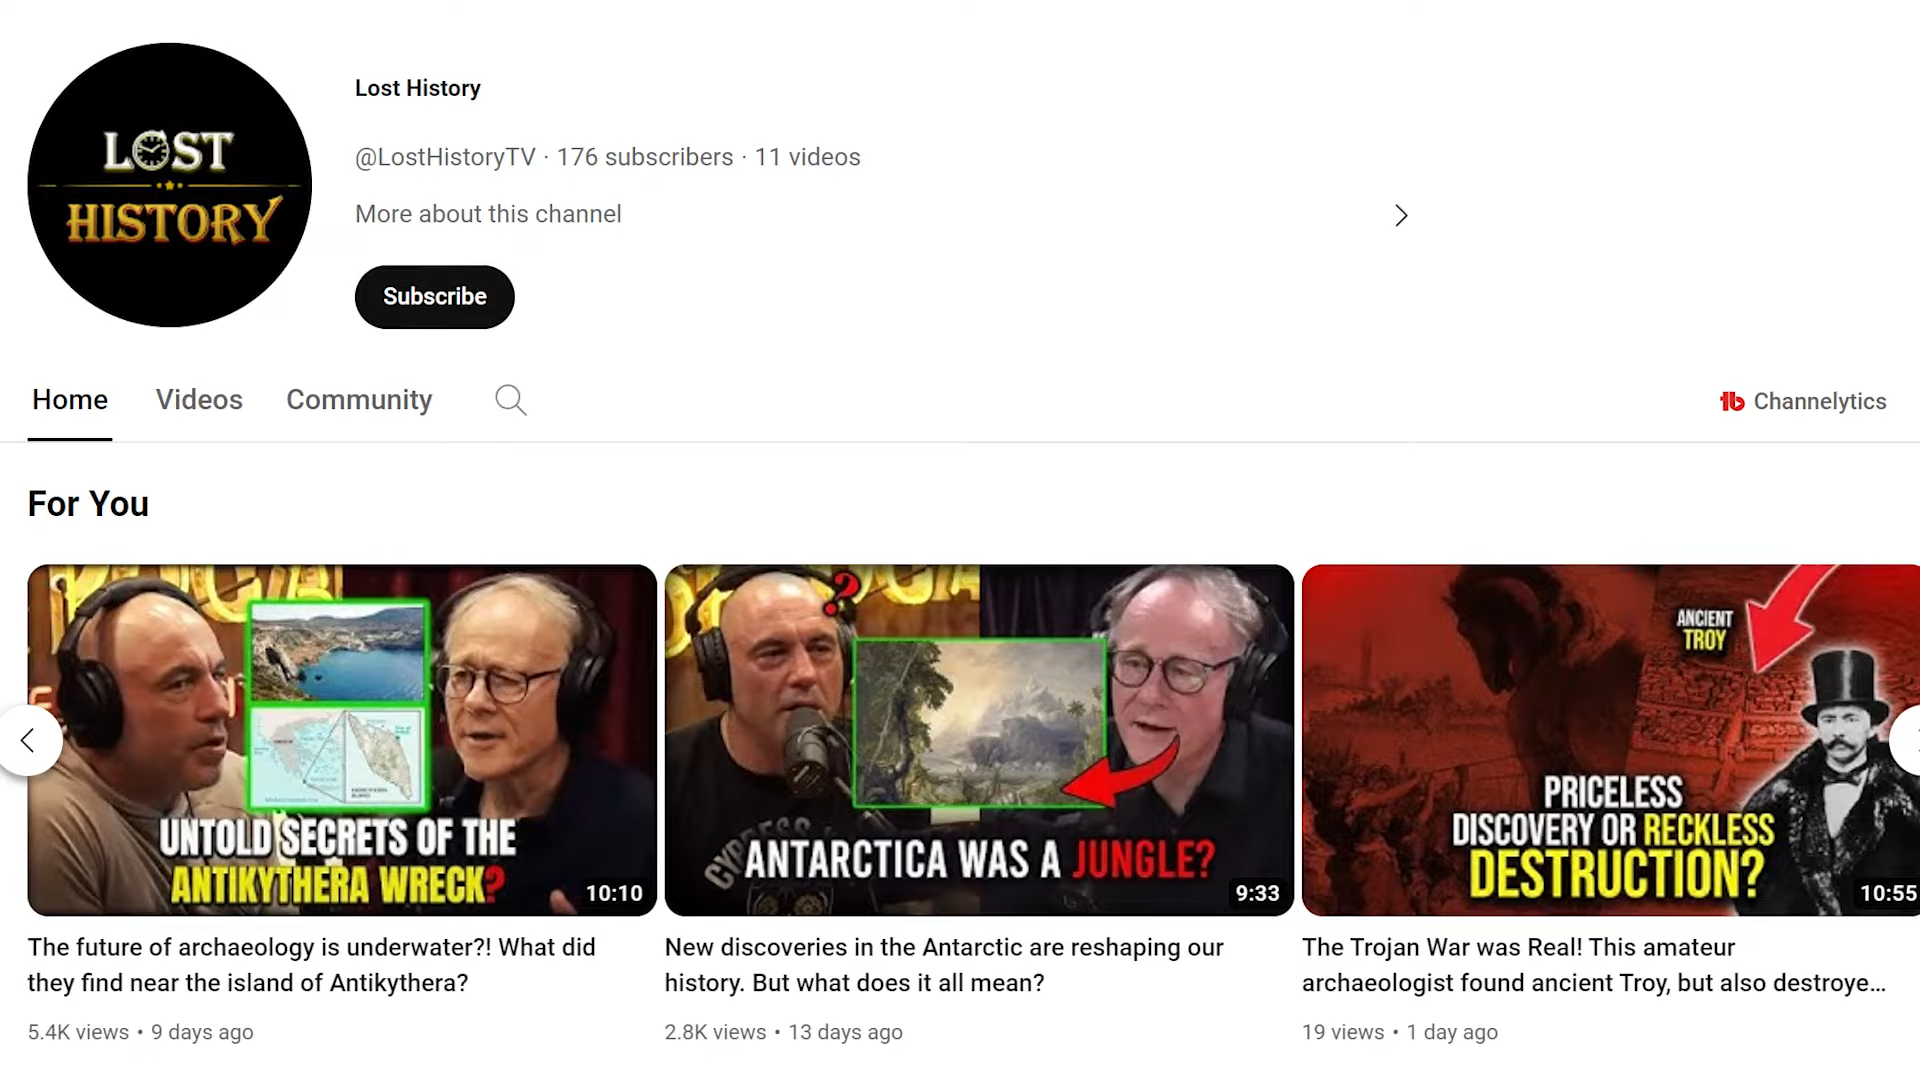 LOST
HISTORY
Lost History
@LostHistoryTV · 176 subscribers · 11 videos
More about this channel
Subscribe
Home
Videos
Community
Channelytics
For You
UNTOLD SECRETS OF THE
ANTIKYTHERA WRECK?
10:10
?
ANTARCTICA WAS A JUNGLE?
9:33
ANCIENT
TROY
PRICELESS
DISCOVERY OR RECKLESS
DESTRUCTION?
10:55
The future of archaeology is underwater?! What did
they find near the island of Antikythera?
5.4K views • 9 days ago
New discoveries in the Antarctic are reshaping our
history. But what does it all mean?
2.8K views • 13 days ago
The Trojan War was Real! This amateur
archaeologist found ancient Troy, but also destroye...
19 views • 1 day ago